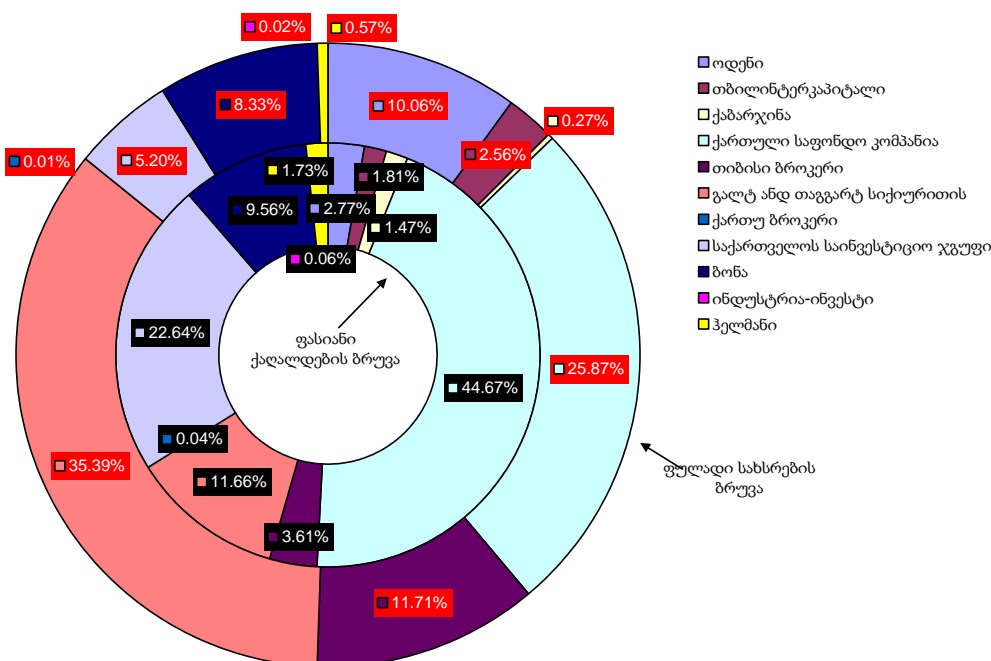 0.02%
0.57%
8.33%
10.06%
0.27%
0.01%
5.20%
2.56%
1.73%
1.81%
9.56%
2.77%
1.47%
0.06%
22.64%
ფასიანი
ქაღალდების ბრუვა
25.87%
44.67%
0.04%
35.39%
11.66%
ფულადი სახსრების
ბრუვა
3.61%
11.71%
ოდენი
თბილინტერკაპიტალი
ქაბარჯინა
ქართული საფონდო კომპანია
თიბისი ბროკერი
გალტ ანდ თაგგარტ სიქიურითის
ქართუ ბროკერი
საქართველოს საინვესტიციო ჯგუფი
ბონა
ინდუსტრია-ინვესტი
ჰელმანი